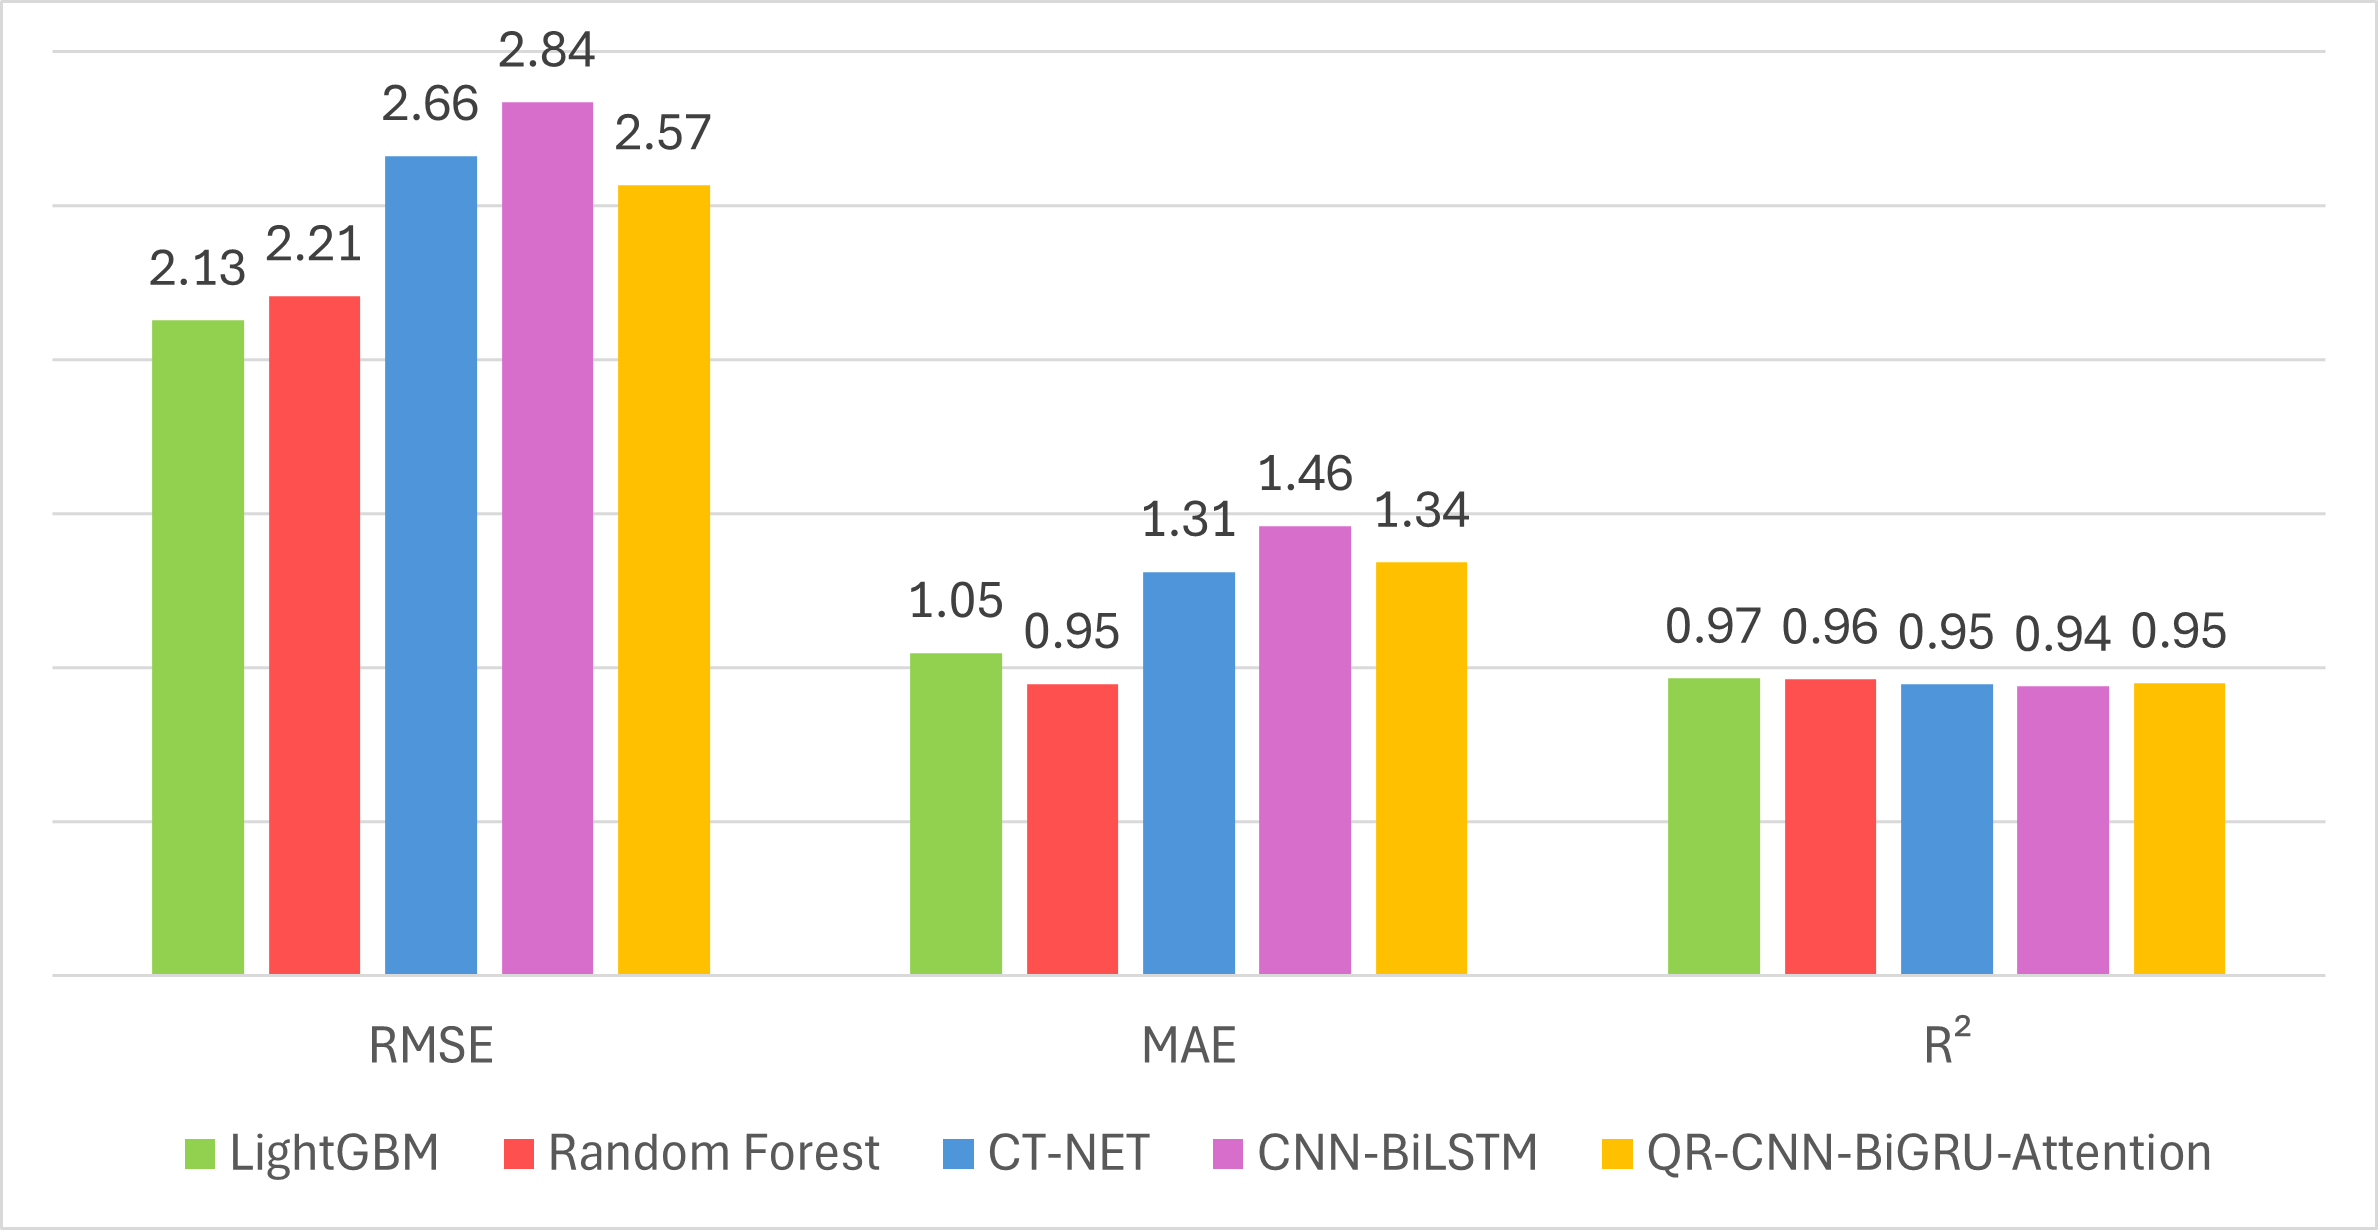 2.13 2.21 2.66 2.84 2.57
1.05 0.95 1.31 1.46 1.34
0.97 0.96 0.95 0.94 0.95
RMSE MAE R²
LightGBM Random Forest CT-NET CNN-BiLSTM QR-CNN-BiGRU-Attention